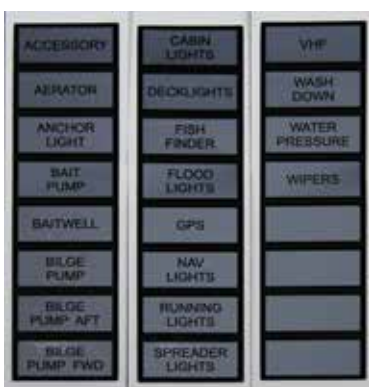 ACCESSORY
AERATOR
ANCHOR
LIGHT
BAIT
PUMP
BAITWELL
BILGE
PUMP
BILGE
PUMP AFT
BILGE
PUMP FWD
CABIN
LIGHTS
DECKLIGHTS
FISH
FINDER
FLOOD
LIGHTS
GPS
NAV
LIGHTS
RUNNING
LIGHTS
SPREADER
LIGHTS
VHF
WASH
DOWN
WATER
PRESSURE
WIPERS